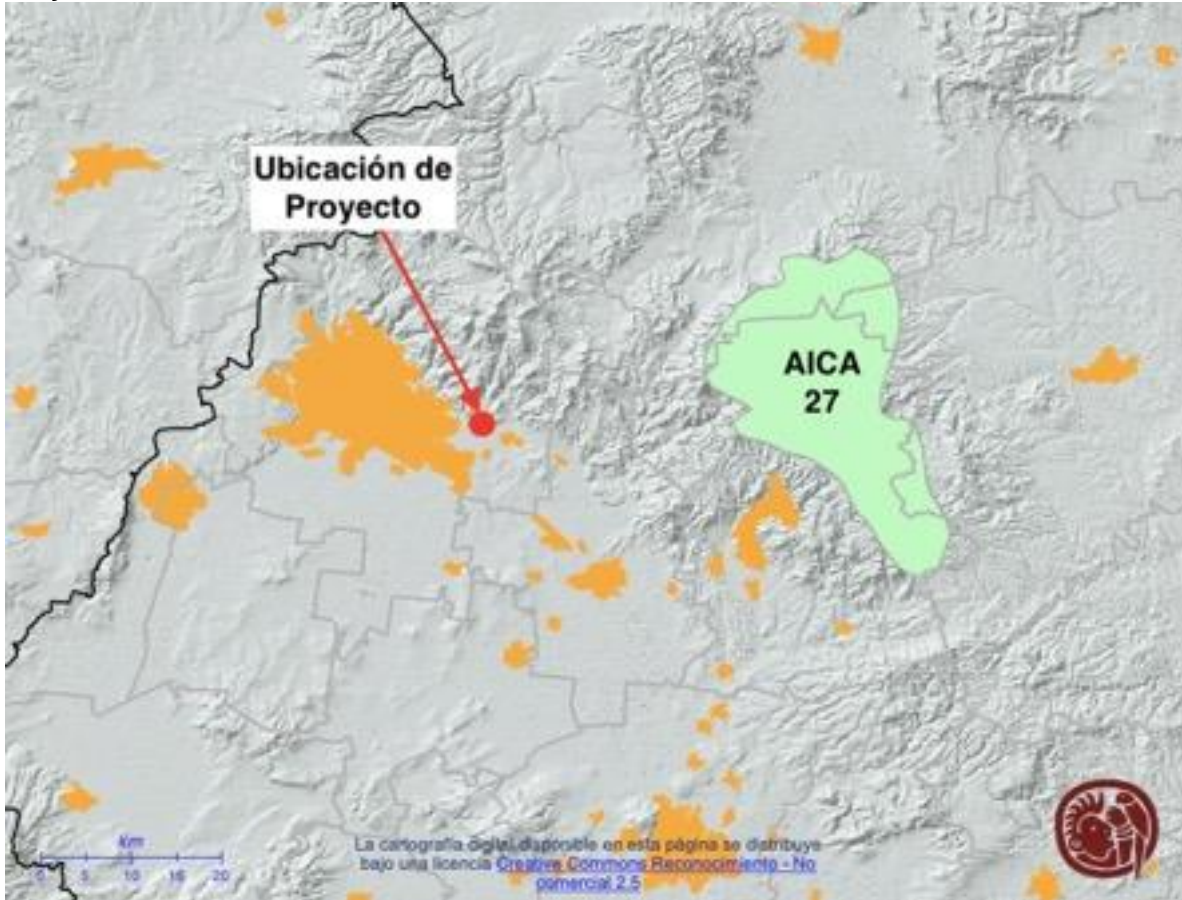 Ubicación de
Proyecto
AICA
27
km
0 5 10 15 20
La cartografía digital disponible en esta página se distribuye
bajo una licencia Creative Commons Reconocimiento - No
comercial 2.5